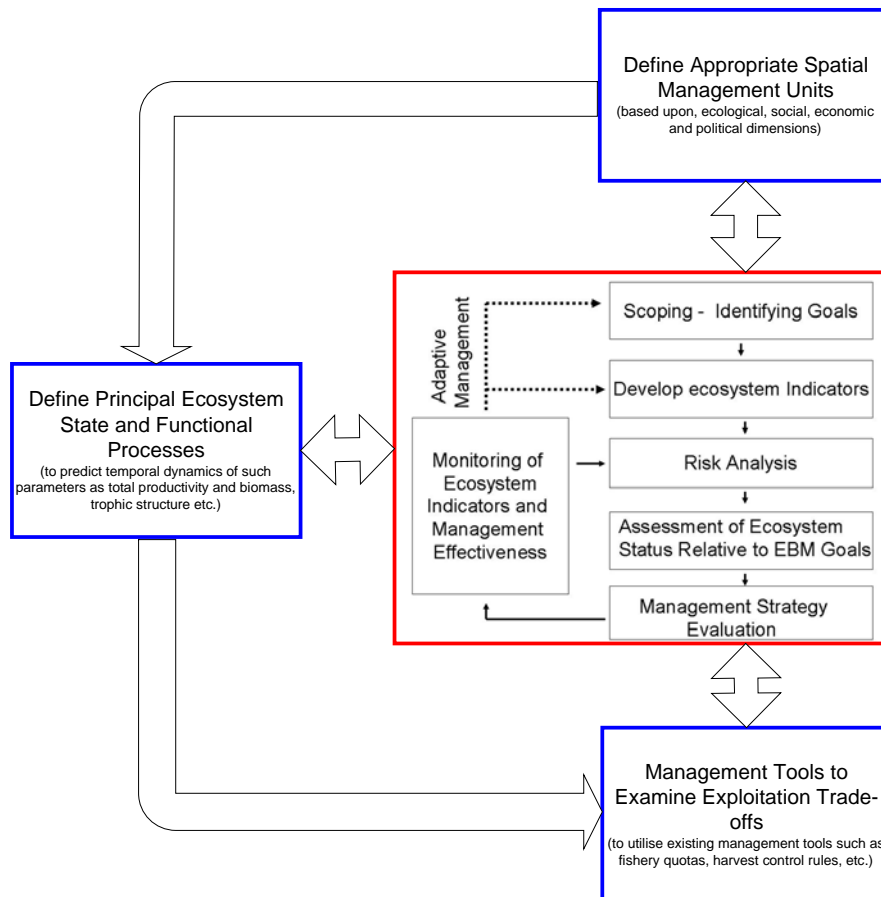 Define Appropriate Spatial
Management Units
(based upon, ecological, social, economic
and political dimensions)
Adaptive
Management
Scoping - Identifying Goals
Develop ecosystem Indicators
Risk Analysis
Assessment of Ecosystem
Status Relative to EBM Goals
Management Strategy
Evaluation
Monitoring of
Ecosystem
Indicators and
Management
Effectiveness
Define Principal Ecosystem
State and Functional
Processes
(to predict temporal dynamics of such
parameters as total productivity and biomass,
trophic structure etc.)
Management Tools to
Examine Exploitation Trade-
offs
(to utilise existing management tools such as
fishery quotas, harvest control rules, etc.)